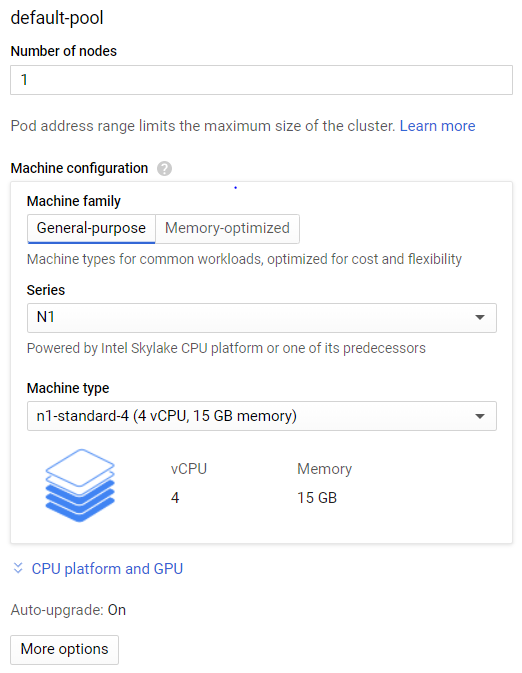 default-pool
Number of nodes
1
Pod address range limits the maximum size of the cluster. Learn more
Machine configuration ?
Machine family
General-purpose Memory-optimized
Machine types for common workloads, optimized for cost and flexibility
Series
N1
Powered by Intel Skylake CPU platform or one of its predecessors
Machine type
n1-standard-4 (4 vCPU, 15 GB memory)
vCPU Memory
4 15 GB
CPU platform and GPU
Auto-upgrade: On
More options